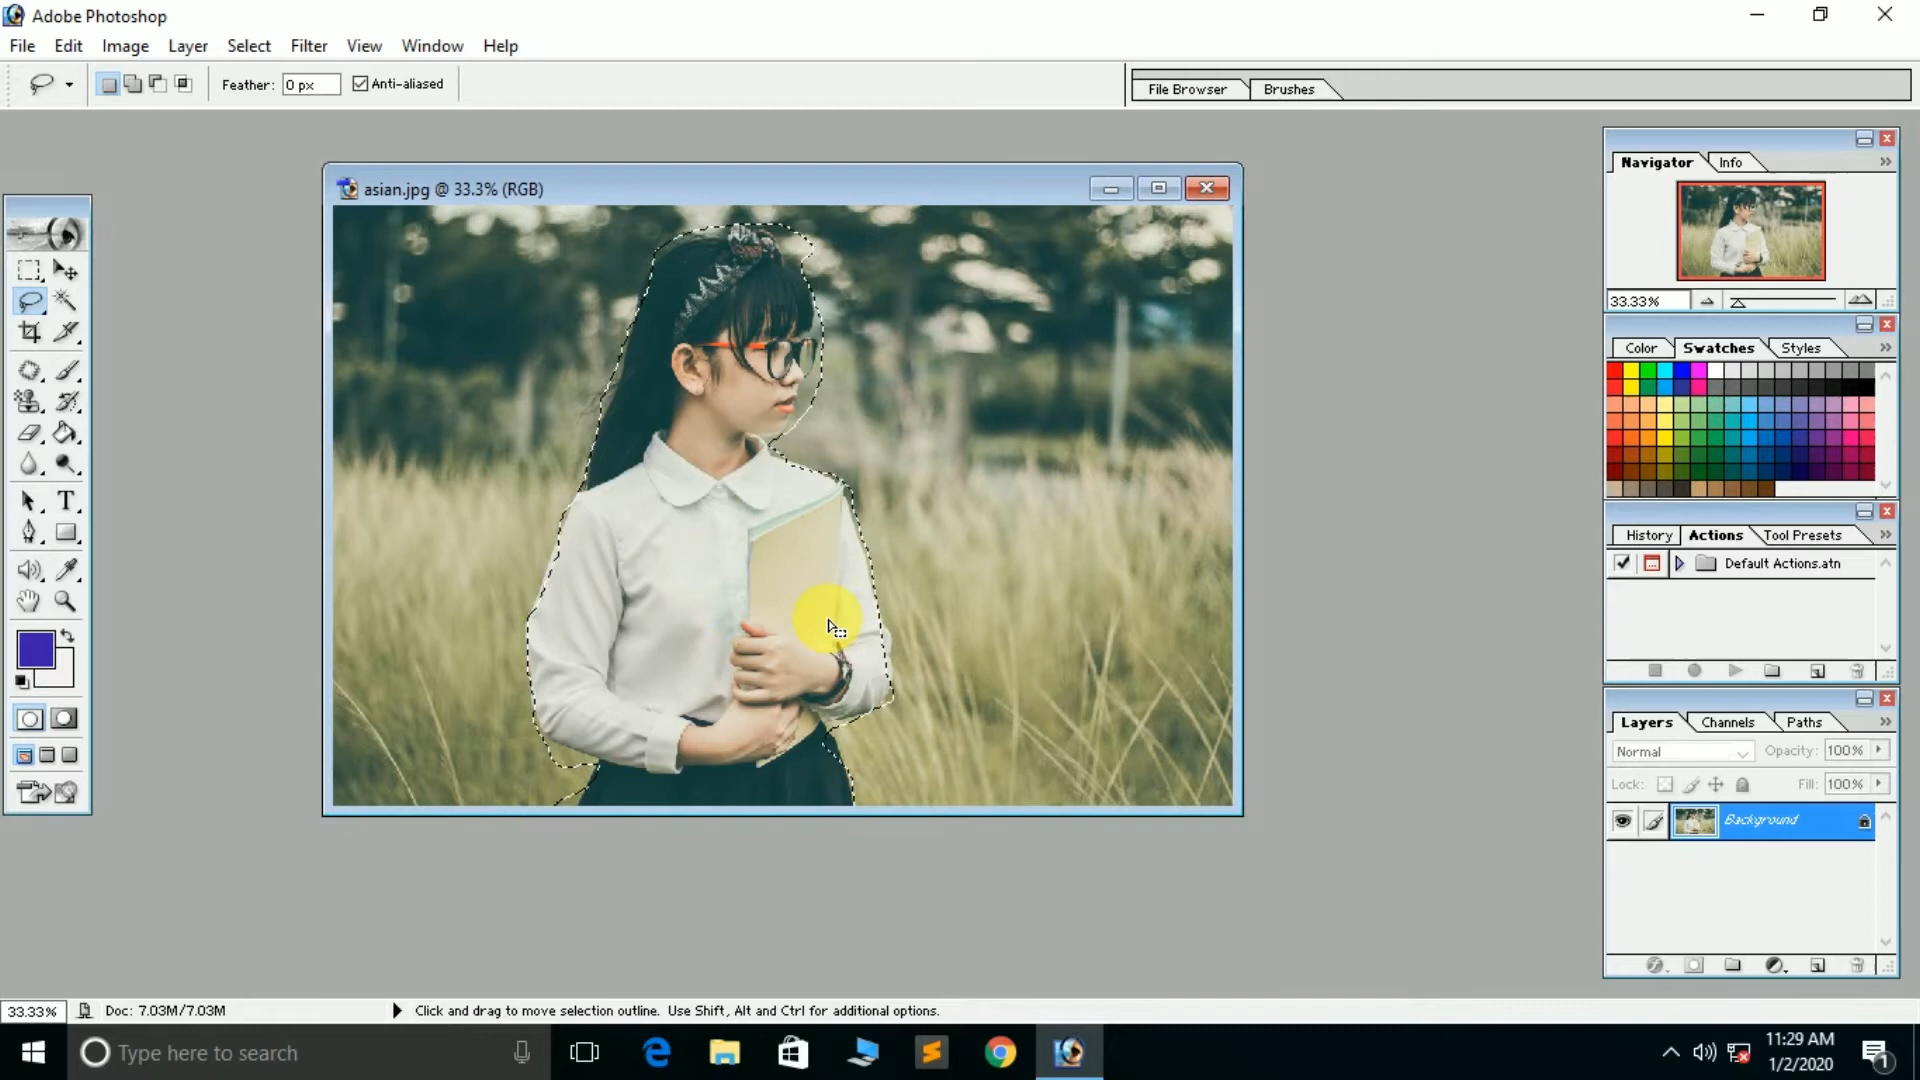 Adobe Photoshop
File Edit Image Layer Select Filter View Window Help
Feather: 0 px Anti-aliased File Browser Brushes
asian.jpg @ 33.3% (RGB)
Navigator Info
33.33%
Color Swatches Styles
T
History Actions Tool Presets
Default Actions.atn
Layers Channels Paths
Normal Opacity: 100%
Lock: Fill: 100%
Background
33.33% Doc: 7.03M/7.03M Click and drag to move selection outline. Use Shift, Alt and Ctrl for additional options.
Type here to search
11:29 AM
1/2/2020
1